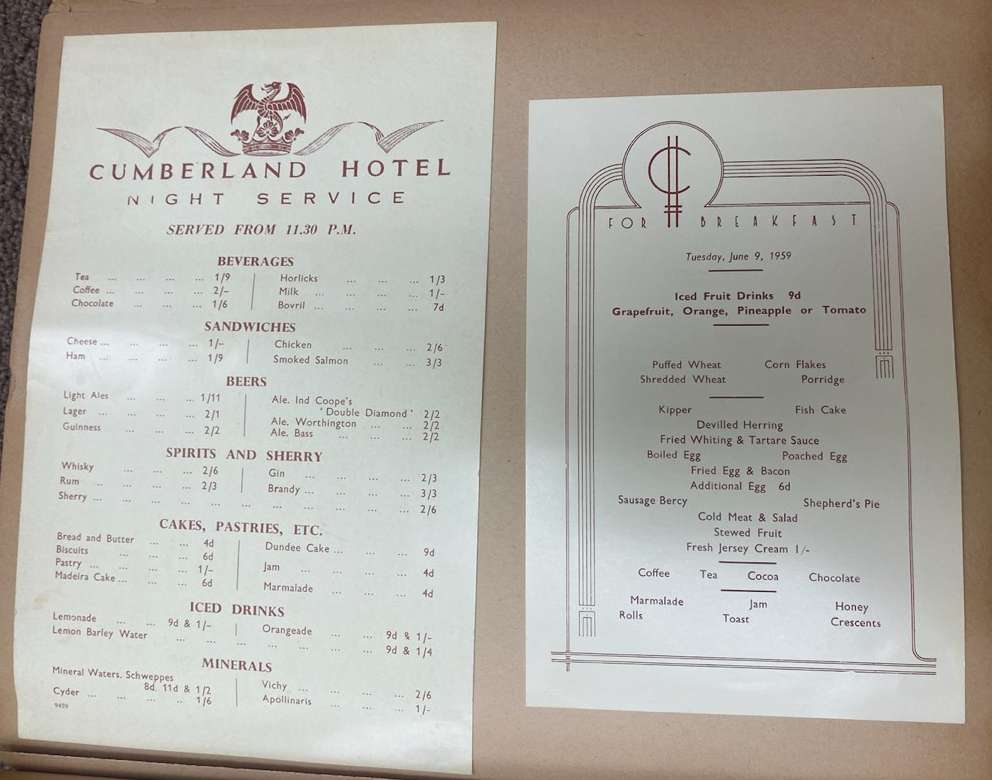 CUMBERLAND HOTEL
NIGHT SERVICE
SERVED FROM 11.30 P.M.
BEVERAGES
Tea ... ... ... ... 1/9
Coffee ... ... ... ... 2/-
Chocolate ... ... ... 1/6
Horlicks ... ... ... 1/3
Milk ... ... ... ... 1/-
Bovril ... ... ... ... 7d
SANDWICHES
Cheese ... ... ... ... 1/-
Ham ... ... ... ... 1/9
Chicken ... ... ... 2/6
Smoked Salmon ... ... 3/3
BEERS
Light Ales ... ... ... 1/11
Lager ... ... ... ... 2/1
Guinness ... ... ... 2/2
Ale. Ind Coope's
'Double Diamond' 2/2
Ale. Worthington ... ... 2/2
Ale. Bass ... ... ... 2/2
SPIRITS AND SHERRY
Whisky ... ... ... 2/6
Rum ... ... ... ... 2/3
Gin ... ... ... ... 2/3
Brandy ... ... ... ... 3/3
Sherry ... ... ... ... ... ... ... ... ... 2/6
CAKES, PASTRIES, ETC.
Bread and Butter ... ... 4d
Biscuits ... ... ... 6d
Pastry ... ... ... ... 1/-
Madeira Cake ... ... ... 6d
Dundee Cake ... ... ... 9d
Jam ... ... ... ... 4d
Marmalade ... ... ... 4d
ICED DRINKS
Lemonade ... ... 9d & 1/-
Orangeade ... ... 9d & 1/-
Lemon Barley Water ... ... ... ... ... ... 9d & 1/4
MINERALS
Mineral Waters. Schweppes
8d, 11d & 1/2
Cyder ... ... ... ... 1/6
Vichy ... ... ... ... 2/6
Apollinaris ... ... ... 1/-
9459
CH
FOR BREAKFAST
Tuesday, June 9, 1959
Iced Fruit Drinks 9d
Grapefruit, Orange, Pineapple or Tomato
Puffed Wheat Corn Flakes
Shredded Wheat Porridge
Kipper Fish Cake
Devilled Herring
Fried Whiting & Tartare Sauce
Boiled Egg Poached Egg
Fried Egg & Bacon
Additional Egg 6d
Sausage Bercy Shepherd's Pie
Cold Meat & Salad
Stewed Fruit
Fresh Jersey Cream 1/-
Coffee Tea Cocoa Chocolate
Marmalade Jam Honey
Rolls Toast Crescents